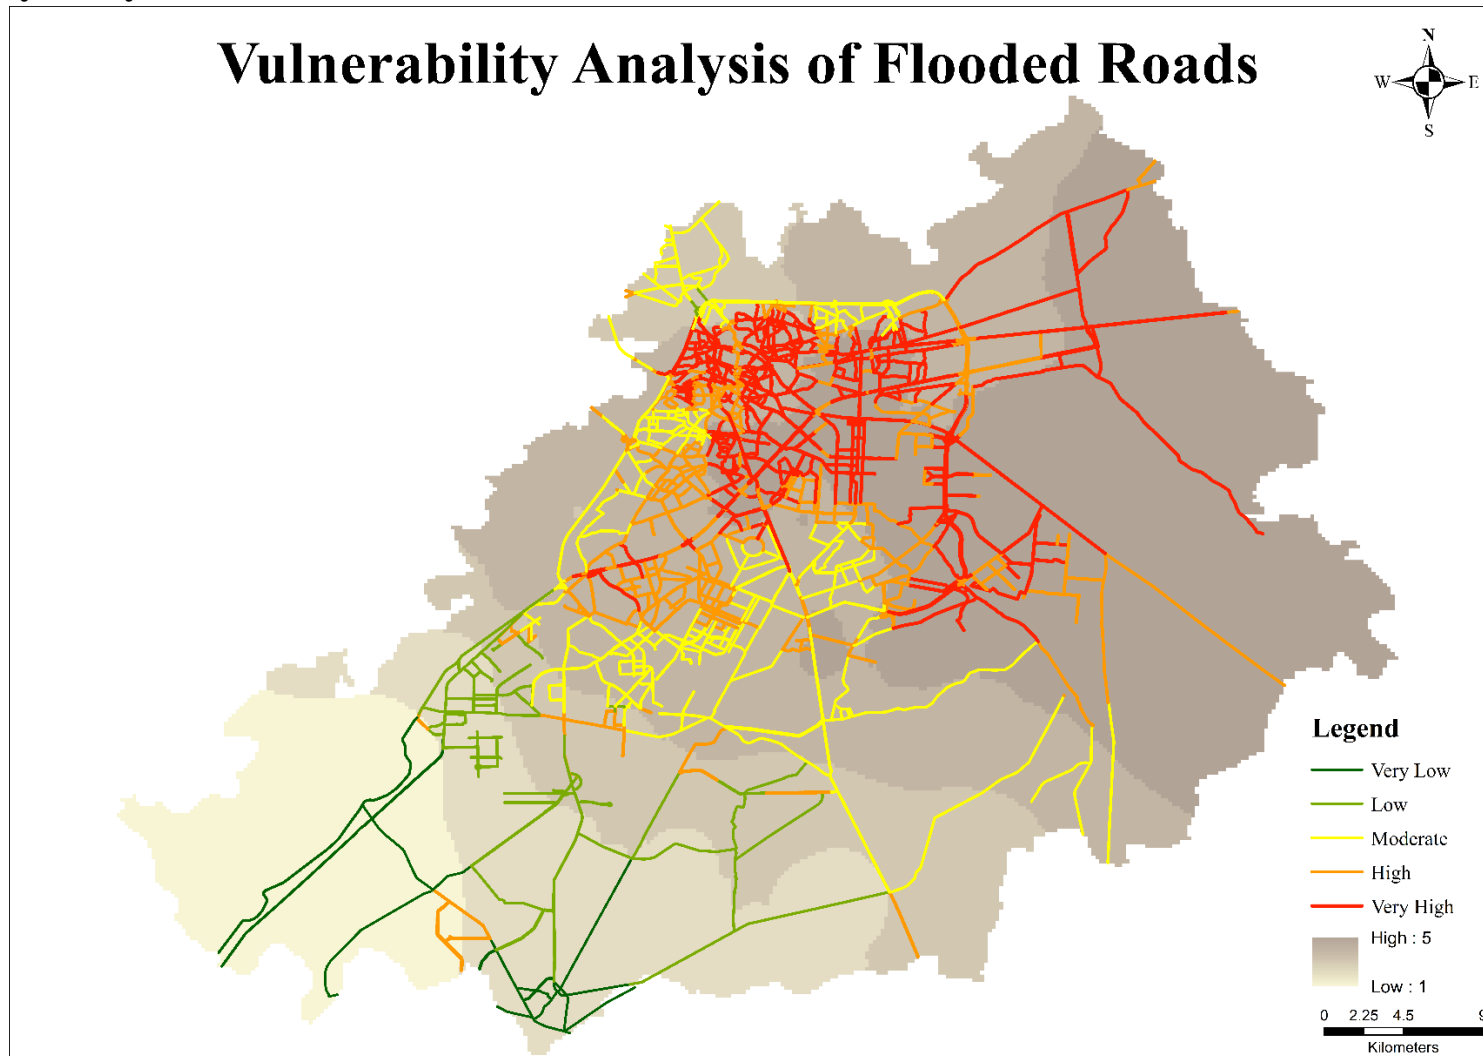 Vulnerability Analysis of Flooded Roads
N
W E
S
Legend
Very Low
Low
Moderate
High
Very High
High : 5
Low : 1
0 2.25 4.5 9
Kilometers